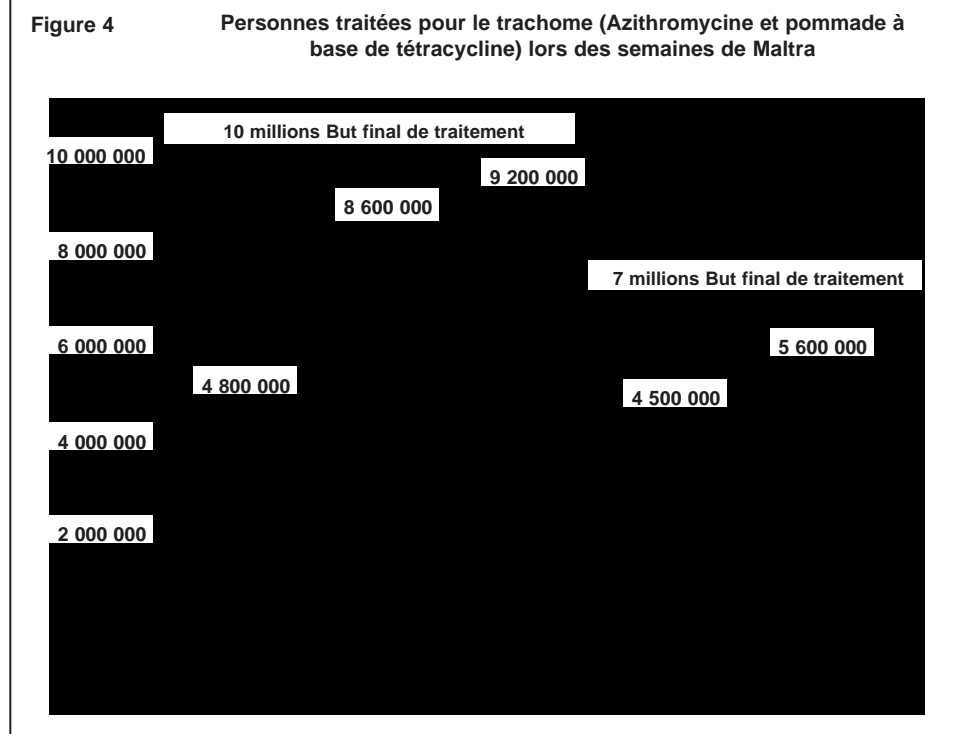 Figure 4
Personnes traitées pour le trachome (Azithromycine et pommade à
base de tétracycline) lors des semaines de Maltra
10 millions But final de traitement
10 000 000
9 200 000
8 600 000
8 000 000
7 millions But final de traitement
6 000 000
5 600 000
4 800 000
4 500 000
4 000 000
2 000 000